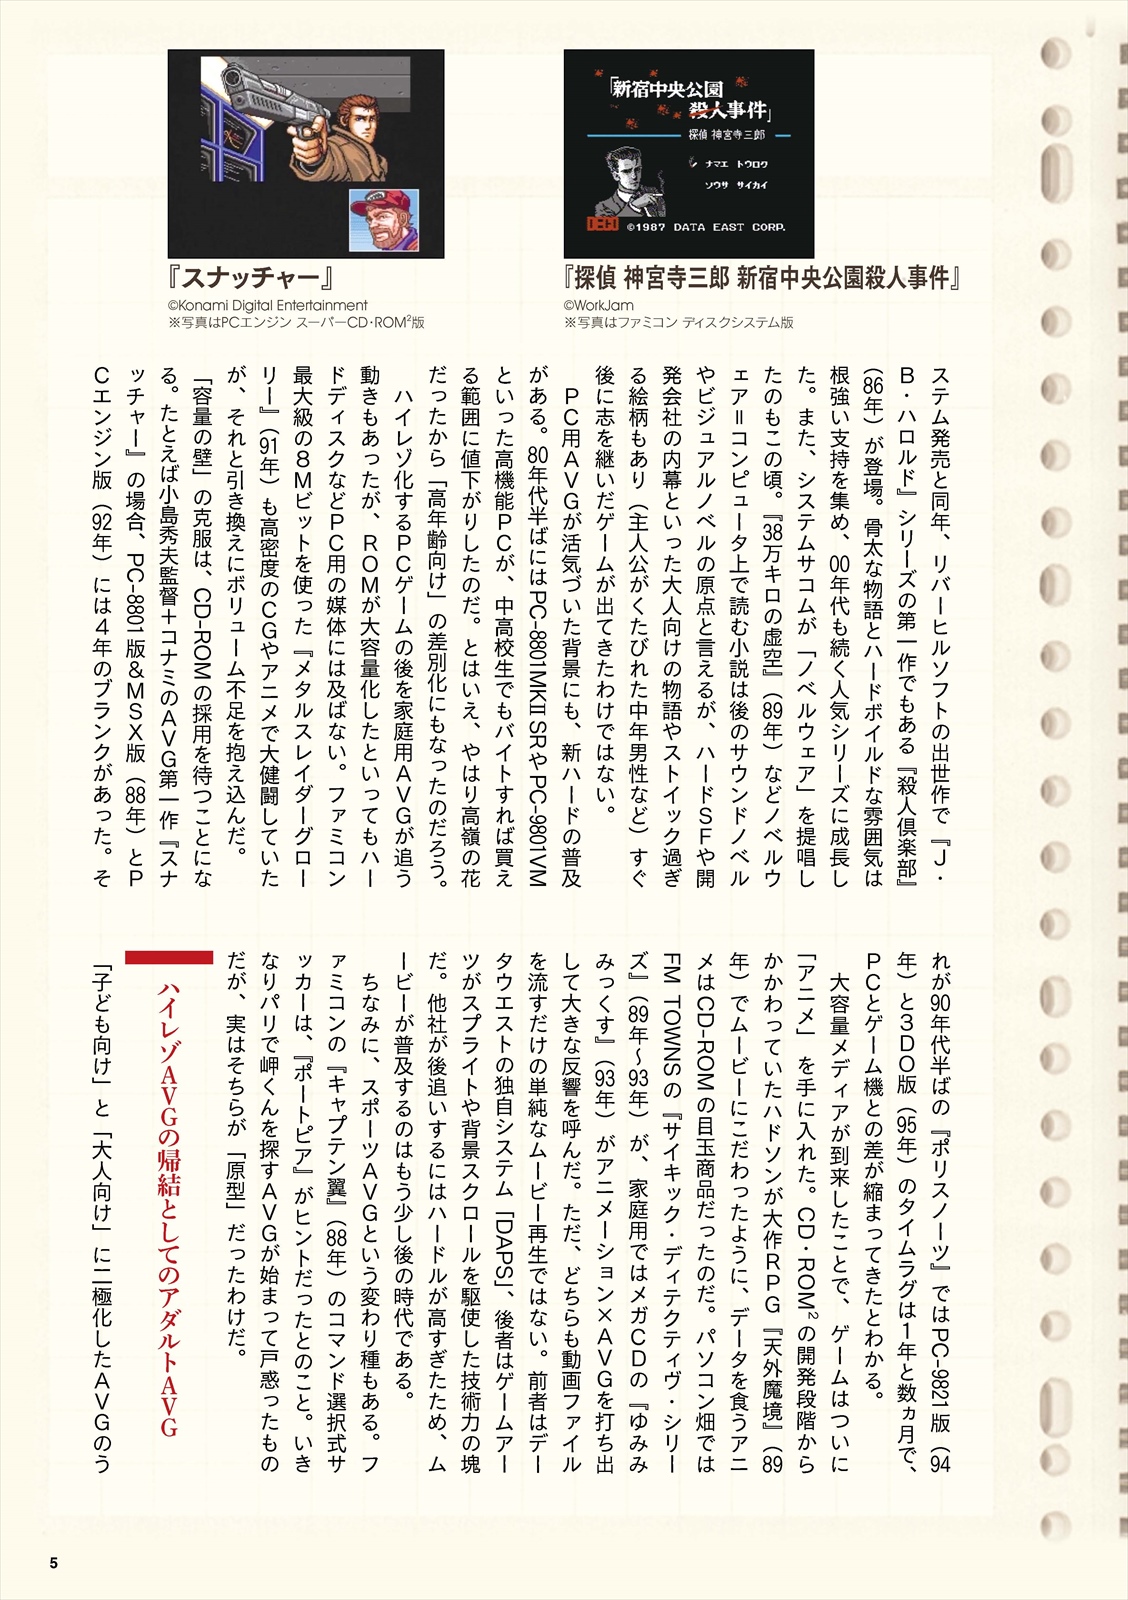 「新宿中央公園
殺人事件」
探偵 神宮寺三郎
ナマエ トウロク
ソウサ サイカイ
DECO ©1987 DATA EAST CORP.
『探偵 神宮寺三郎 新宿中央公園殺人事件』
©WorkJam
※写真はファミコン ディスクシステム版
『スナッチャー』
©Konami Digital Entertainment
※写真はPCエンジン スーパーCD・ROM²版
ステム発売と同年、リバーヒルソフトの出世作で『J・
B・ハロルド』シリーズの第一作でもある『殺人倶楽部』
（86年）が登場。骨太な物語とハードボイルドな雰囲気は
根強い支持を集め、00年代も続く人気シリーズに成長し
た。また、システムサコムが「ノベルウェア」を提唱し
たのもこの頃。『38万キロの虚空』（89年）などノベルウ
ェア＝コンピュータ上で読む小説は後のサウンドノベル
やビジュアルノベルの原点と言えるが、ハードSFや開
発会社の内幕といった大人向けの物語やストイック過ぎ
る絵柄もあり（主人公がくたびれた中年男性など）すぐ
後に志を継いだゲームが出てきたわけではない。
PC用AVGが活気づいた背景にも、新ハードの普及
がある。80年代半ばにはPC-8801MKII SRやPC-9801VM
といった高機能PCが、中高校生でもバイトすれば買え
る範囲に値下がりしたのだ。とはいえ、やはり高嶺の花
だったから「高年齢向け」の差別化にもなったのだろう。
ハイレゾ化するPCゲームの後を家庭用AVGが追う
動きもあったが、ROMが大容量化したといってもハー
ドディスクなどPC用の媒体には及ばない。ファミコン
最大級の8Mビットを使った『メタルスレイダーグロー
リー』（91年）も高密度のCGやアニメで大健闘していた
が、それと引き換えにボリューム不足を抱え込んだ。
「容量の壁」の克服は、CD-ROMの採用を待つことにな
る。たとえば小島秀夫監督＋コナミのAVG第一作『スナ
ッチャー』の場合、PC-8801版＆MSX版（88年）とP
Cエンジン版（92年）には4年のブランクがあった。そ
れが90年代半ばの『ポリスノーツ』ではPC-9821版（94
年）と3DO版（95年）のタイムラグは1年と数ヵ月で、
PCとゲーム機との差が縮まってきたとわかる。
大容量メディアが到来したことで、ゲームはついに
「アニメ」を手に入れた。CD・ROM²の開発段階から
かかわっていたハドソンが大作RPG『天外魔境』（89
年）でムービーにこだわったように、データを食うアニ
メはCD-ROMの目玉商品だったのだ。パソコン畑では
FM TOWNSの『サイキック・ディテクティヴ・シリー
ズ』（89年〜93年）が、家庭用ではメガCDの『ゆみみ
みっくす』（93年）がアニメーション×AVGを打ち出
して大きな反響を呼んだ。ただ、どちらも動画ファイル
を流すだけの単純なムービー再生ではない。前者はデー
タウエストの独自システム「DAPS」、後者はゲームアー
ツがスプライトや背景スクロールを駆使した技術力の塊
だ。他社が後追いするにはハードルが高すぎたため、ム
ービーが普及するのはもう少し後の時代である。
ちなみに、スポーツAVGという変わり種もある。フ
ァミコンの『キャプテン翼』（88年）のコマンド選択式サ
ッカーは、『ポートピア』がヒントだったとのこと。いき
なりパリで岬くんを探すAVGが始まって戸惑ったもの
だが、実はそちらが「原型」だったわけだ。
ハイレゾAVGの帰結としてのアダルトAVG
「子ども向け」と「大人向け」に二極化したAVGのう
5